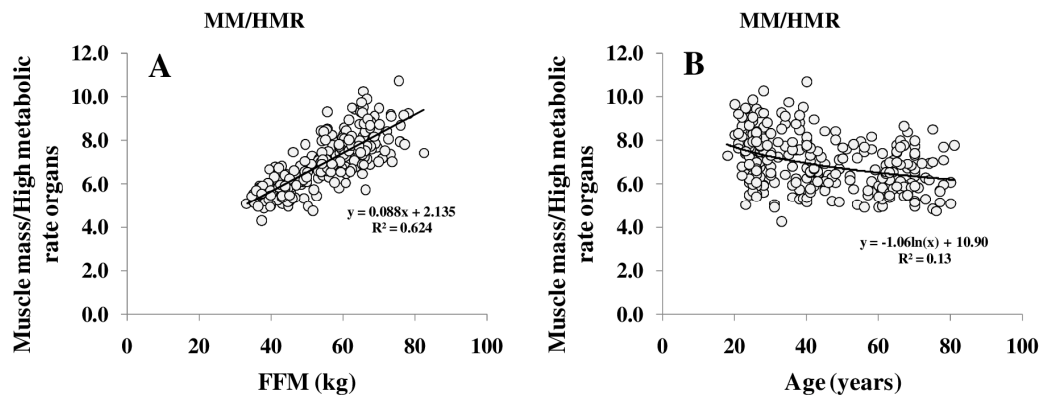 MM/HMR
A
Muscle mass/High metabolic
rate organs
12.0
10.0
8.0
6.0
4.0
2.0
0.0
y = 0.088x + 2.135
R² = 0.624
0 20 40 60 80 100
FFM (kg)
MM/HMR
B
Muscle mass/High metabolic
rate organs
12.0
10.0
8.0
6.0
4.0
2.0
0.0
y = -1.06ln(x) + 10.90
R² = 0.13
0 20 40 60 80 100
Age (years)